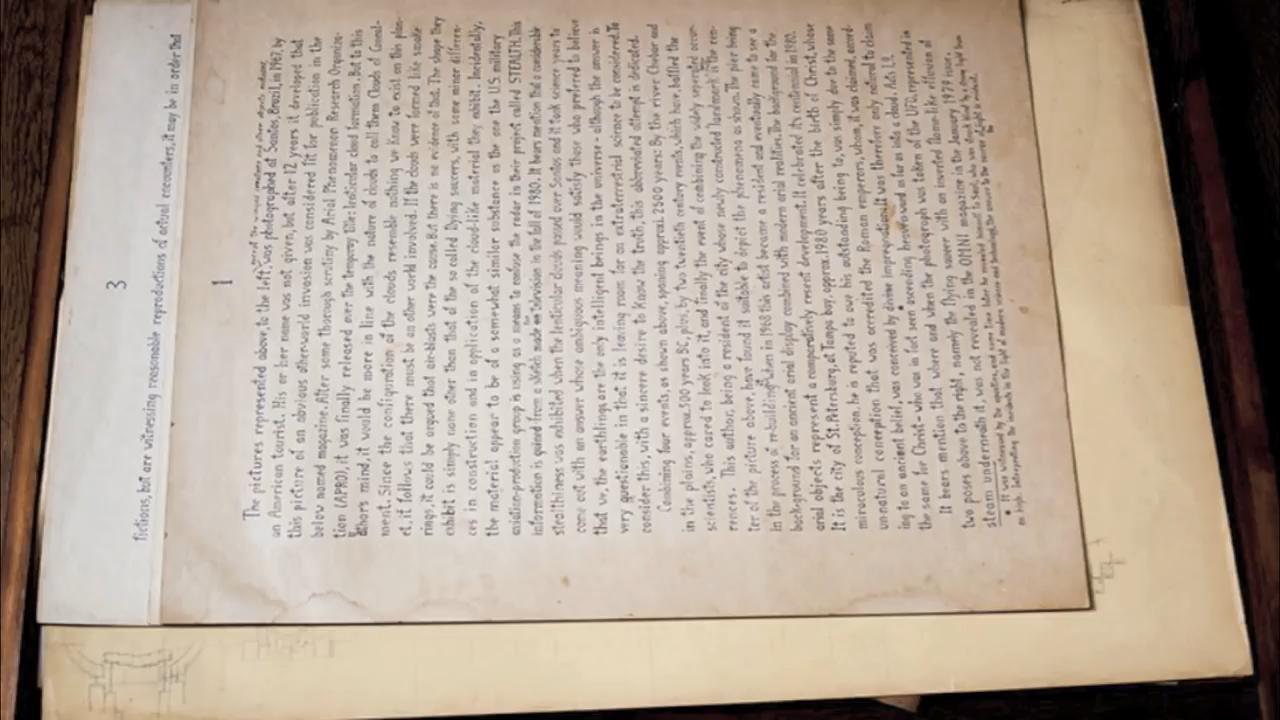 3
fictions, but are witnessing reasonable reproductions of actual encounters, it may be in order that
1
The pictures represented above, to the left, was photographed at Santos, Brazil, in 1967, by
an American tourist. His or her name was not given, but after 12 years it developed that
this picture of an obvious otherworld invasion was considered fit for publication in the
below named magazine. After some thorough scrutiny by Arial Phenomenon Research Organiza-
tion (APRO), it was finally released over the temporary title: lenticular cloud formation. But to this
authors mind, it would be more in line with the nature of clouds to call them Clouds of Camol-
ment. Since the configuration of the clouds resemble nothing we know to exist on this plan-
et, it follows that there must be an other world involved. If the clouds were formed like smoke
rings, it could be argued that air-blasts were the cause. But there is no evidence of that. The shape they
exhibit is simply none other than that of the so called flying saucers, with some minor differen-
ces in construction and in application of the cloud-like material they exhibit. Incidentally,
the material appear to be of a somewhat similar substance as the one the U.S. military
aviation-production group is using as a means to confuse the radar in their project called STEALTH. This
information is gained from a sketch made on television in the fall of 1980. It bears mention that a considerable
stealthiness was exhibited when the lenticular clouds passed over Santos and it took science years to
come out with an answer whose ambiguous meaning would satisfy those who preferred to believe
that we, the earthlings, are the only intelligent beings in the universe - although the answer is
very questionable in that it is leaving room for an extraterrestrial science to be considered. To
consider this, with a sincere desire to know the truth, this abbreviated attempt is dedicated.
Combining four events, as shown above, spaning approx. 2500 years: By the river Chebar and
in the plains, approx. 500 years BC, plus, by two twentieth century events, which have baffled the
scientists, who cared to look into it, and finally the event of combining the widely seperated occur-
rences. This author, being a resident of the city whose newly constructed landmark is the cen-
ter of the picture above, have found it suitable to depict the phenomena as shown. The pier being
in the process of re-building when in 1968 this artist became a resident and eventually came to see a
background for an ancient arial display combined with modern arial realities. The background for the
arial objects represent a comparatively recent development. It celebrated its centennial in 1980.
It is the city of St. Petersburg, at Tampa bay, approx. 1980 years after the birth of Christ, whose
miraculous conception, he is reputed to owe his outstanding being to, was simply due to the same
un-natural conception that was accredited the Roman emperors, whom, it was claimed, accord-
ing to an ancient belief, was conceived by divine impregnation. It was therefore only natural to claim
the same for Christ - who was in fact seen ascending heavenward as far as into a cloud. Acts 1,9.
It bears mention that where and when the photograph was taken of the UFO, represented in
two poses above to the right, namely the flying saucer with an inverted flame-like effusion of
steam underneath it, was not revealed in the OMNI magazine in the January 1979 issue.